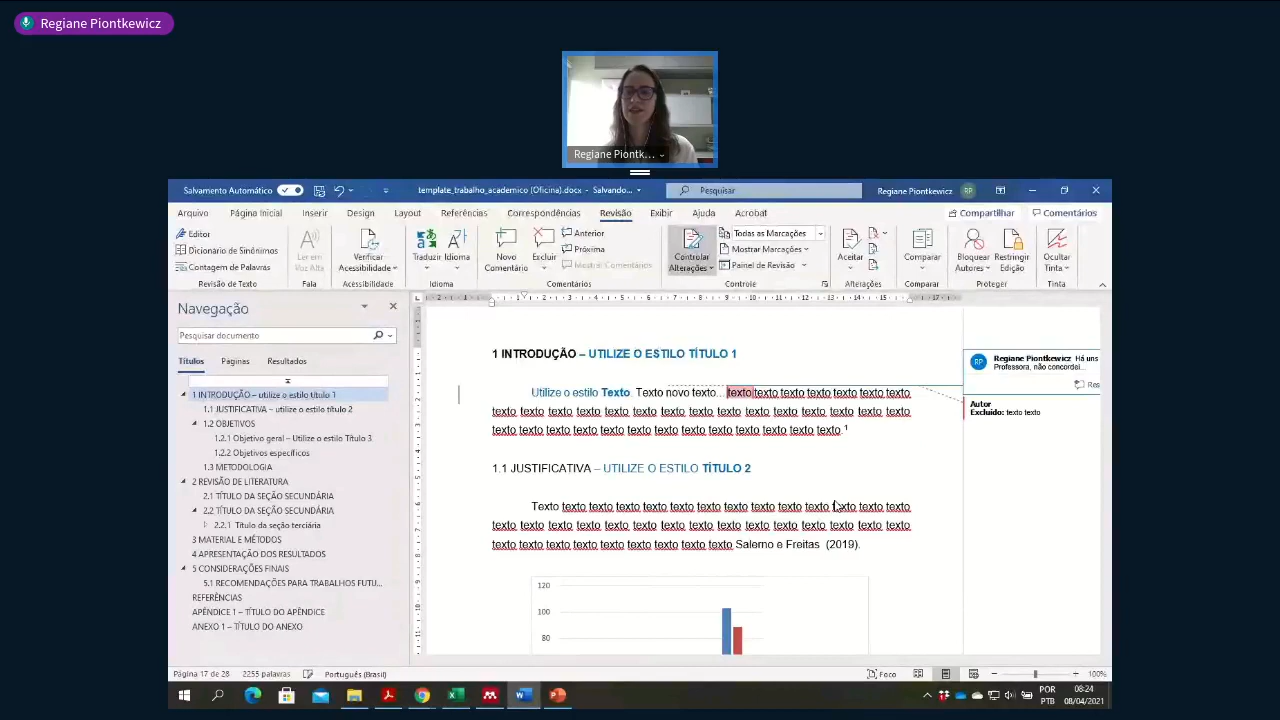 Regiane Piontkewicz
Regiane Piontk...
Salvamento Automático
template_trabalho_academico (Oficina).docx - Salvando...
Pesquisar
Regiane Piontkewicz
RP
Arquivo Página Inicial Inserir Design Layout Referências Correspondências Revisão Exibir Ajuda Acrobat
Compartilhar Comentários
Editor
Dicionário de Sinônimos
Contagem de Palavras
Revisão de Texto
Ler em Voz Alta
Fala
Verificar Acessibilidade
Acessibilidade
Traduzir Idioma
Idioma
Novo Comentário
Excluir
Anterior
Próxima
Mostrar Comentários
Comentários
Controlar Alterações
Todas as Marcações
Mostrar Marcações
Painel de Revisão
Controle
Aceitar
Alterações
Comparar
Comparar
Bloquear Autores
Restringir Edição
Proteger
Ocultar Tinta
Tinta
Navegação
Pesquisar documento
Títulos Páginas Resultados
1 INTRODUÇÃO – utilize o estilo título 1
1.1 JUSTIFICATIVA – utilize o estilo título 2
1.2 OBJETIVOS
1.2.1 Objetivo geral – Utilize o estilo Título 3
1.2.2 Objetivos específicos
1.3 METODOLOGIA
2 REVISÃO DE LITERATURA
2.1 TÍTULO DA SEÇÃO SECUNDÁRIA
2.2 TÍTULO DA SEÇÃO SECUNDÁRIA
2.2.1 Título da seção terciária
3 MATERIAL E MÉTODOS
4 APRESENTAÇÃO DOS RESULTADOS
5 CONSIDERAÇÕES FINAIS
5.1 RECOMENDAÇÕES PARA TRABALHOS FUTU...
REFERÊNCIAS
APÊNDICE 1 – TÍTULO DO APÊNDICE
ANEXO 1 – TÍTULO DO ANEXO
1 INTRODUÇÃO – UTILIZE O ESTILO TÍTULO 1
Utilize o estilo Texto. Texto novo texto... texto texto texto texto texto texto texto
texto texto texto texto texto texto texto texto texto texto texto texto texto texto texto
texto texto texto texto texto texto texto texto texto texto texto texto texto.1
1.1 JUSTIFICATIVA – UTILIZE O ESTILO TÍTULO 2
Texto texto texto texto texto texto texto texto texto texto texto texto texto texto
texto texto texto texto texto texto texto texto texto texto texto texto texto texto texto
texto texto texto texto texto texto texto texto texto Salerno e Freitas (2019).
120
100
80
RP
Regiane Piontkewicz Há uns
Professora, não concordei...
Res
Autor
Excluído: texto texto
Página 17 de 28 2255 palavras Português (Brasil)
Foco
100%
POR
PTB
08:24
08/04/2021